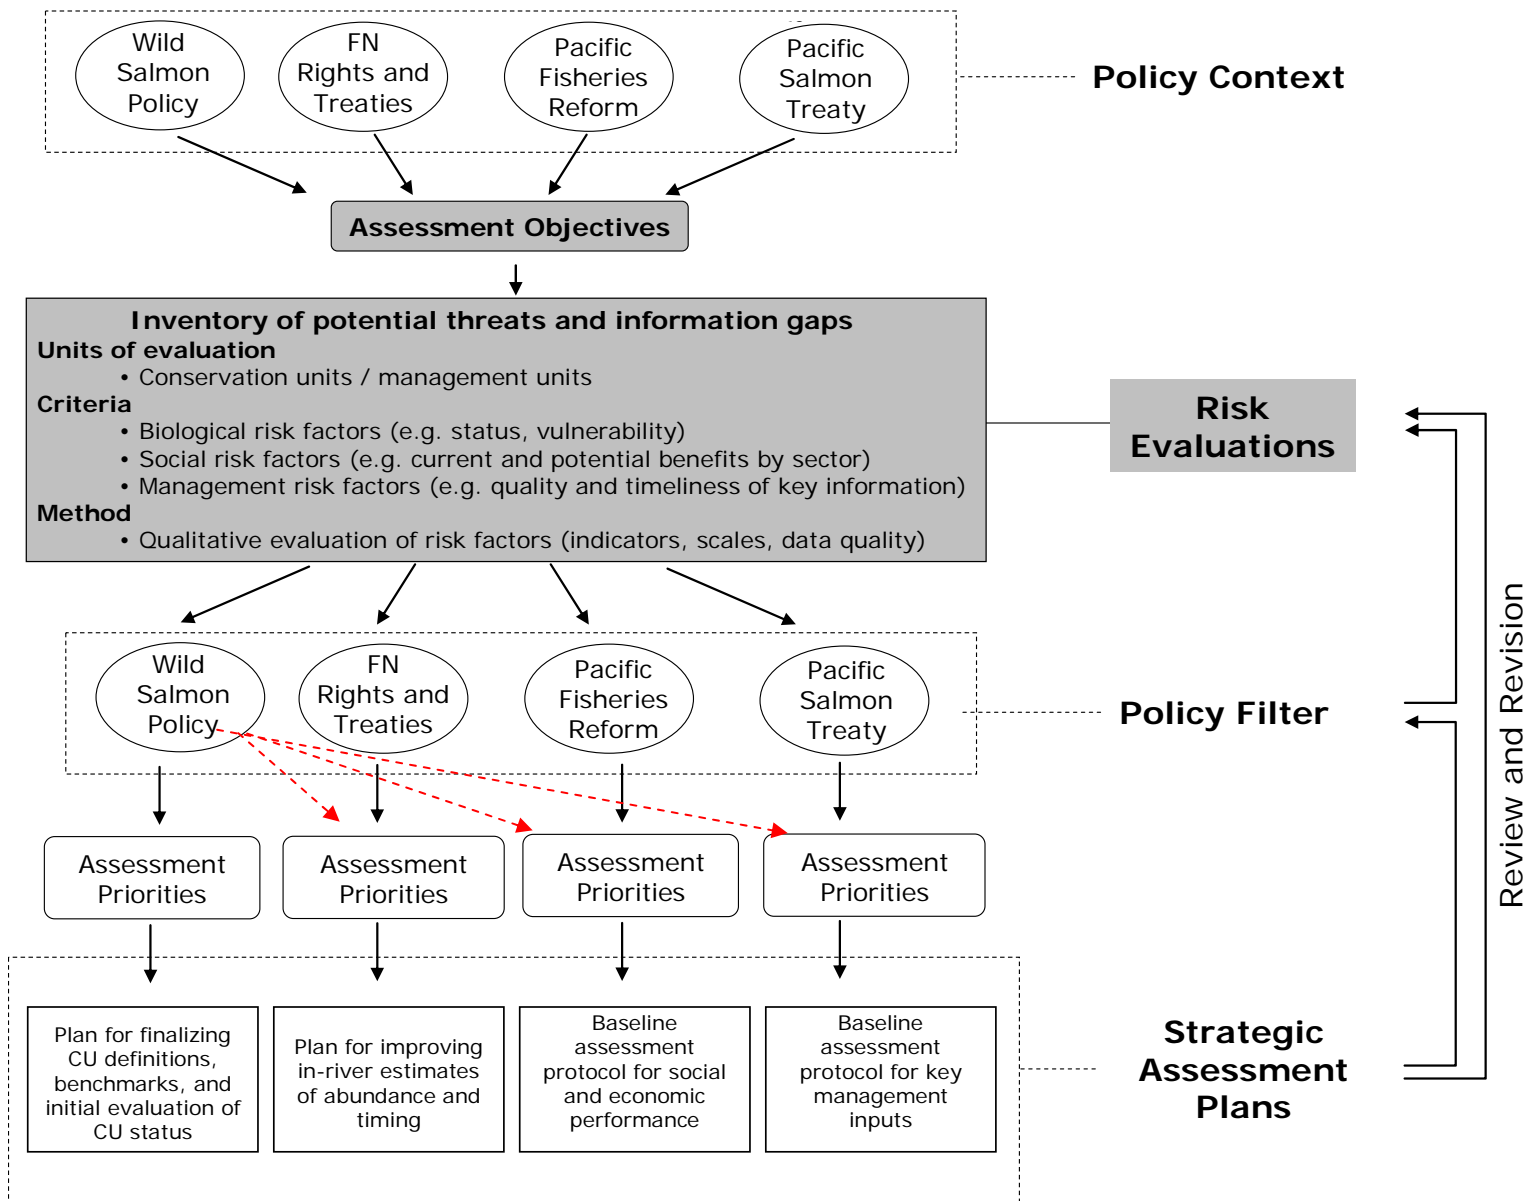 Wild
Salmon
Policy
FN
Rights and
Treaties
Pacific
Fisheries
Reform
Pacific
Salmon
Treaty
Policy Context
Assessment Objectives
Inventory of potential threats and information gaps
Units of evaluation
• Conservation units / management units
Criteria
• Biological risk factors (e.g. status, vulnerability)
• Social risk factors (e.g. current and potential benefits by sector)
• Management risk factors (e.g. quality and timeliness of key information)
Method
• Qualitative evaluation of risk factors (indicators, scales, data quality)
Risk
Evaluations
Wild
Salmon
Policy
FN
Rights and
Treaties
Pacific
Fisheries
Reform
Pacific
Salmon
Treaty
Policy Filter
Review and Revision
Assessment
Priorities
Assessment
Priorities
Assessment
Priorities
Assessment
Priorities
Plan for finalizing
CU definitions,
benchmarks, and
initial evaluation of
CU status
Plan for improving
in-river estimates
of abundance and
timing
Baseline
assessment
protocol for social
and economic
performance
Baseline
assessment
protocol for key
management
inputs
Strategic
Assessment
Plans